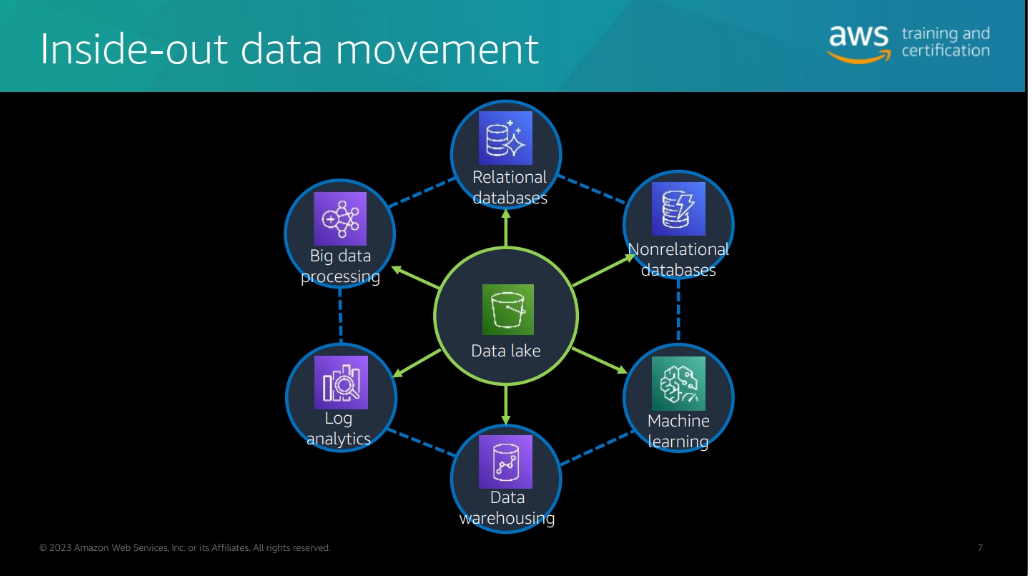 Inside-out data movement
aws
training and
certification
Relational
databases
Big data
processing
Nonrelational
databases
Data lake
Log
analytics
Machine
learning
Data
warehousing
© 2023 Amazon Web Services, Inc. or its Affiliates. All rights reserved.
7